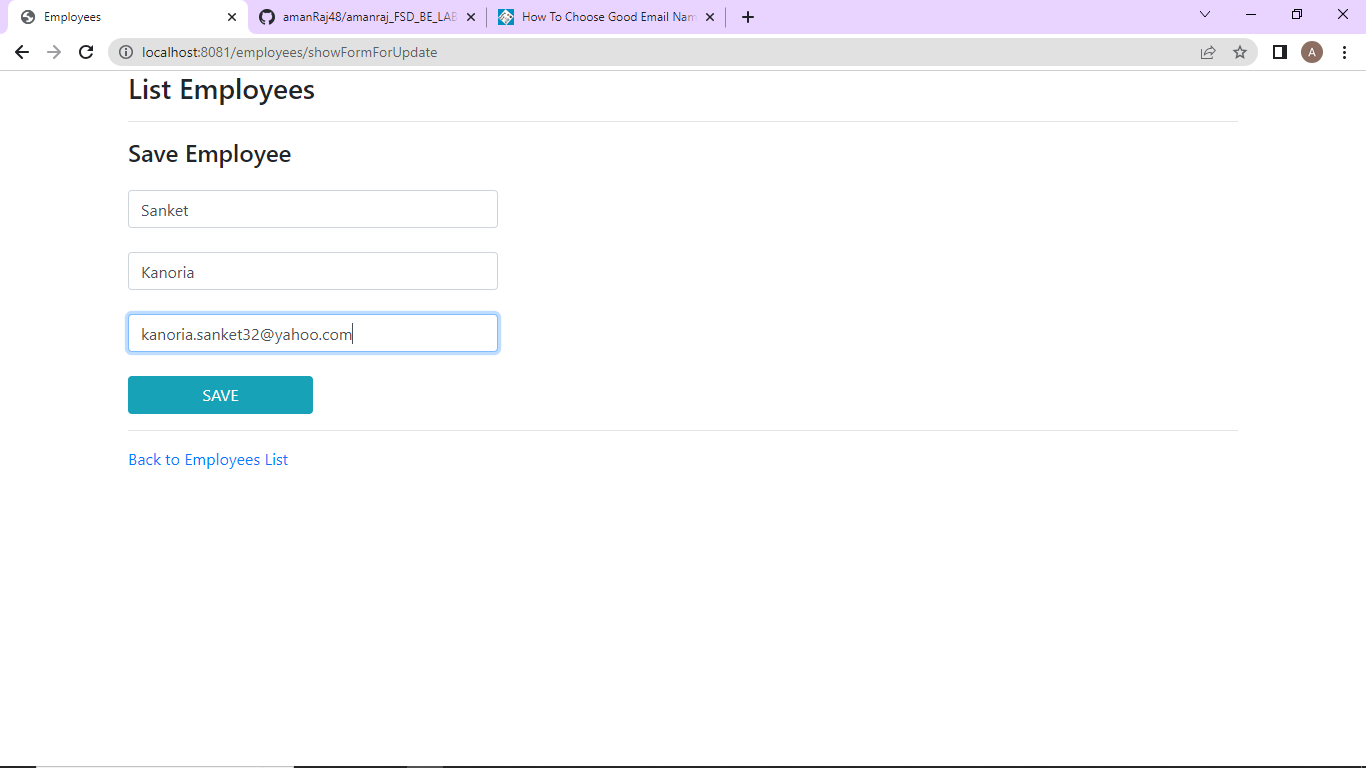 Employees
amanRaj48/amanraj_FSD_BE_LAB
How To Choose Good Email Nam
localhost:8081/employees/showFormForUpdate
A
List Employees
Save Employee
Sanket
Kanoria
kanoria.sanket32@yahoo.com
SAVE
Back to Employees List